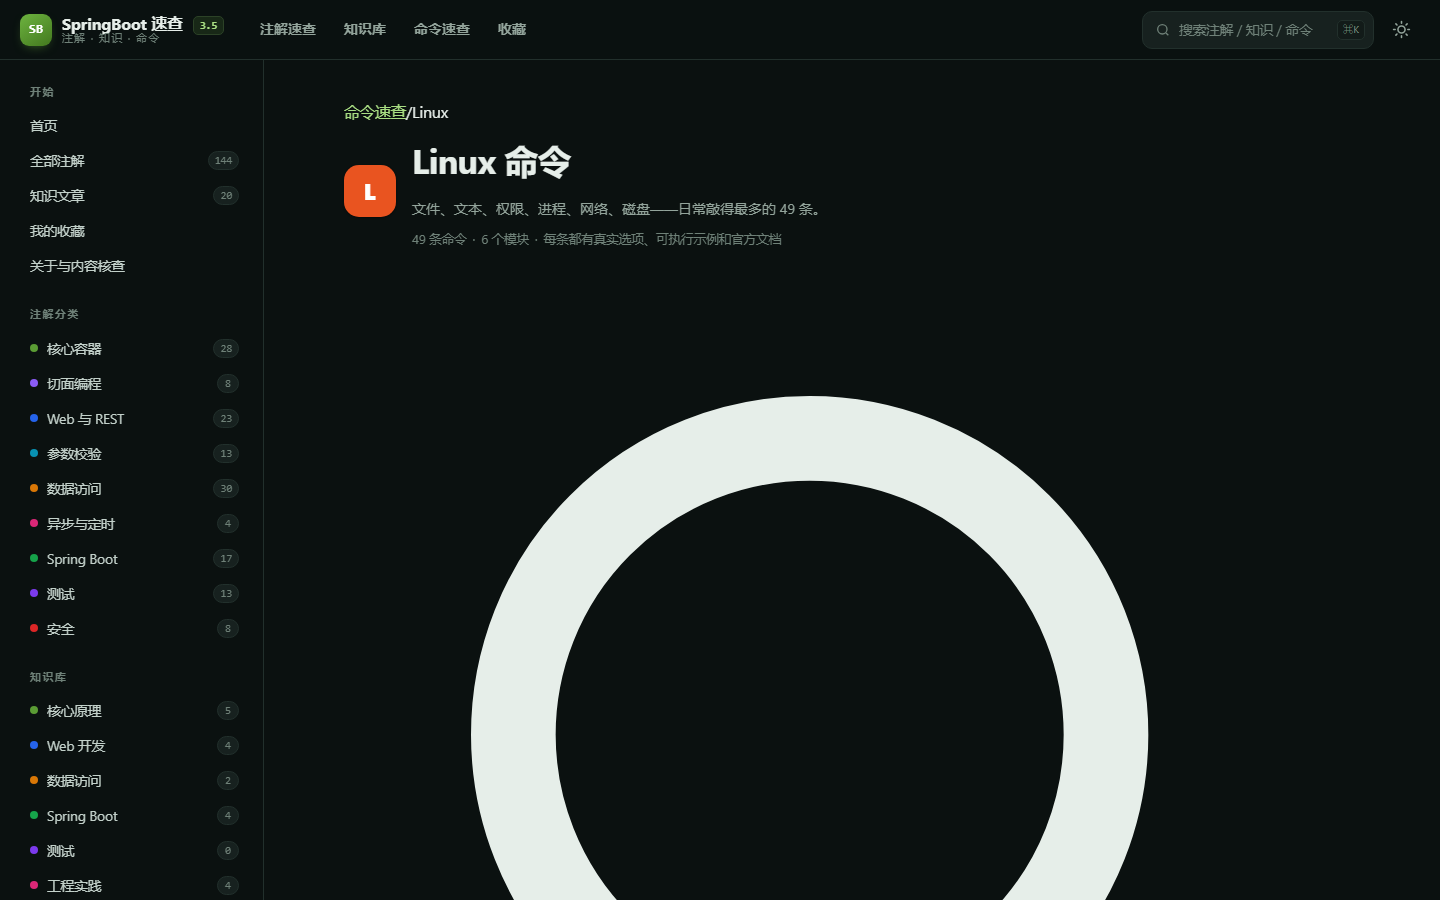 SB
SpringBoot 速查
3.5
注解 · 知识 · 命令
注解速查
知识库
命令速查
收藏
搜索注解 / 知识 / 命令
⌘K
开始
首页
全部注解
144
知识文章
20
我的收藏
关于与内容核查
注解分类
核心容器
28
切面编程
8
Web 与 REST
23
参数校验
13
数据访问
30
异步与定时
4
Spring Boot
17
测试
13
安全
8
知识库
核心原理
5
Web 开发
4
数据访问
2
Spring Boot
4
测试
0
工程实践
4
命令速查/Linux
L
Linux 命令
文件、文本、权限、进程、网络、磁盘——日常敲得最多的 49 条。
49 条命令 · 6 个模块 · 每条都有真实选项、可执行示例和官方文档